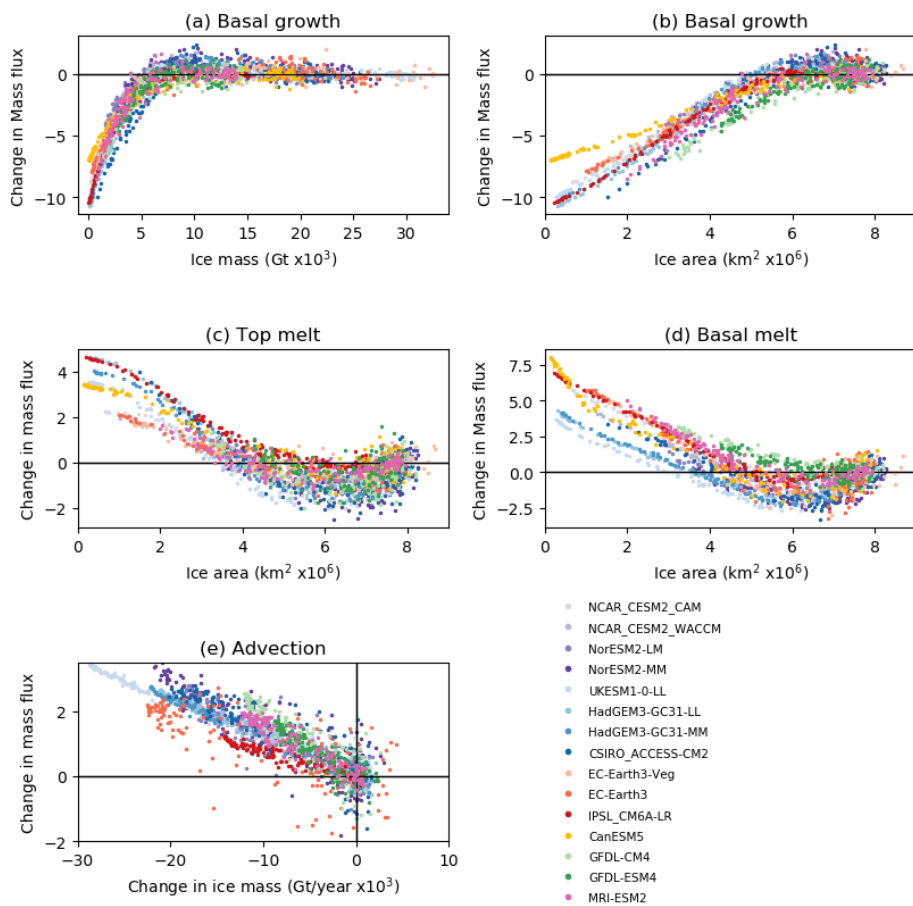 (a) Basal growth
Change in Mass flux
0
−5
−10
0 5 10 15 20 25 30
Ice mass (Gt x10³)
(b) Basal growth
Change in Mass flux
0
−5
−10
0 2 4 6 8
Ice area (km² x10⁶)
(c) Top melt
Change in mass flux
4
2
0
−2
0 2 4 6 8
Ice area (km² x10⁶)
(d) Basal melt
Change in Mass flux
7.5
5.0
2.5
0.0
−2.5
0 2 4 6 8
Ice area (km² x10⁶)
(e) Advection
Change in mass flux
2
0
−2
−30 −20 −10 0 10
Change in ice mass (Gt/year x10³)
NCAR_CESM2_CAM
NCAR_CESM2_WACCM
NorESM2-LM
NorESM2-MM
UKESM1-0-LL
HadGEM3-GC31-LL
HadGEM3-GC31-MM
CSIRO_ACCESS-CM2
EC-Earth3-Veg
EC-Earth3
IPSL_CM6A-LR
CanESM5
GFDL-CM4
GFDL-ESM4
MRI-ESM2